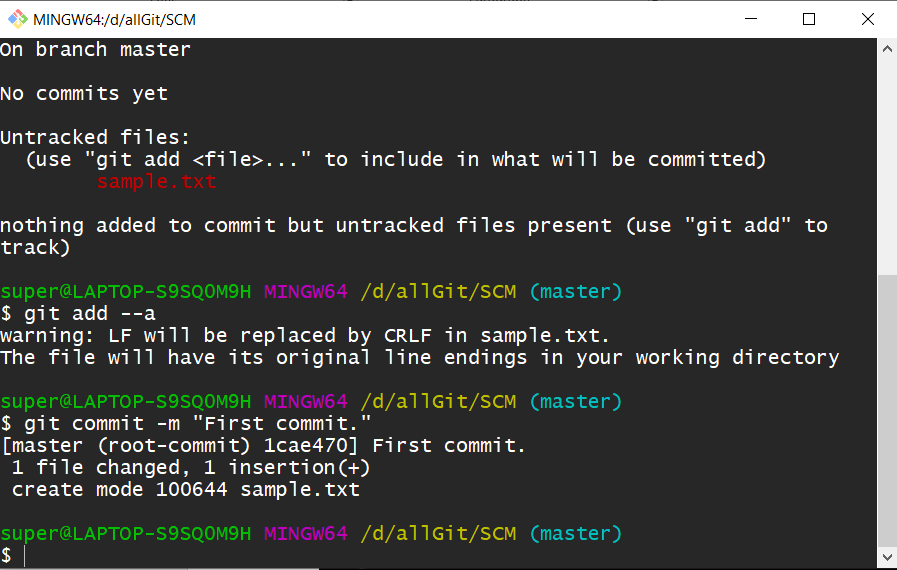 MINGW64:/d/allGit/SCM
On branch master
No commits yet
Untracked files:
(use "git add <file>..." to include in what will be committed)
sample.txt
nothing added to commit but untracked files present (use "git add" to
track)
super@LAPTOP-S9SQ0M9H MINGW64 /d/allGit/SCM (master)
$ git add --a
warning: LF will be replaced by CRLF in sample.txt.
The file will have its original line endings in your working directory
super@LAPTOP-S9SQ0M9H MINGW64 /d/allGit/SCM (master)
$ git commit -m "First commit."
[master (root-commit) 1cae470] First commit.
1 file changed, 1 insertion(+)
create mode 100644 sample.txt
super@LAPTOP-S9SQ0M9H MINGW64 /d/allGit/SCM (master)
$